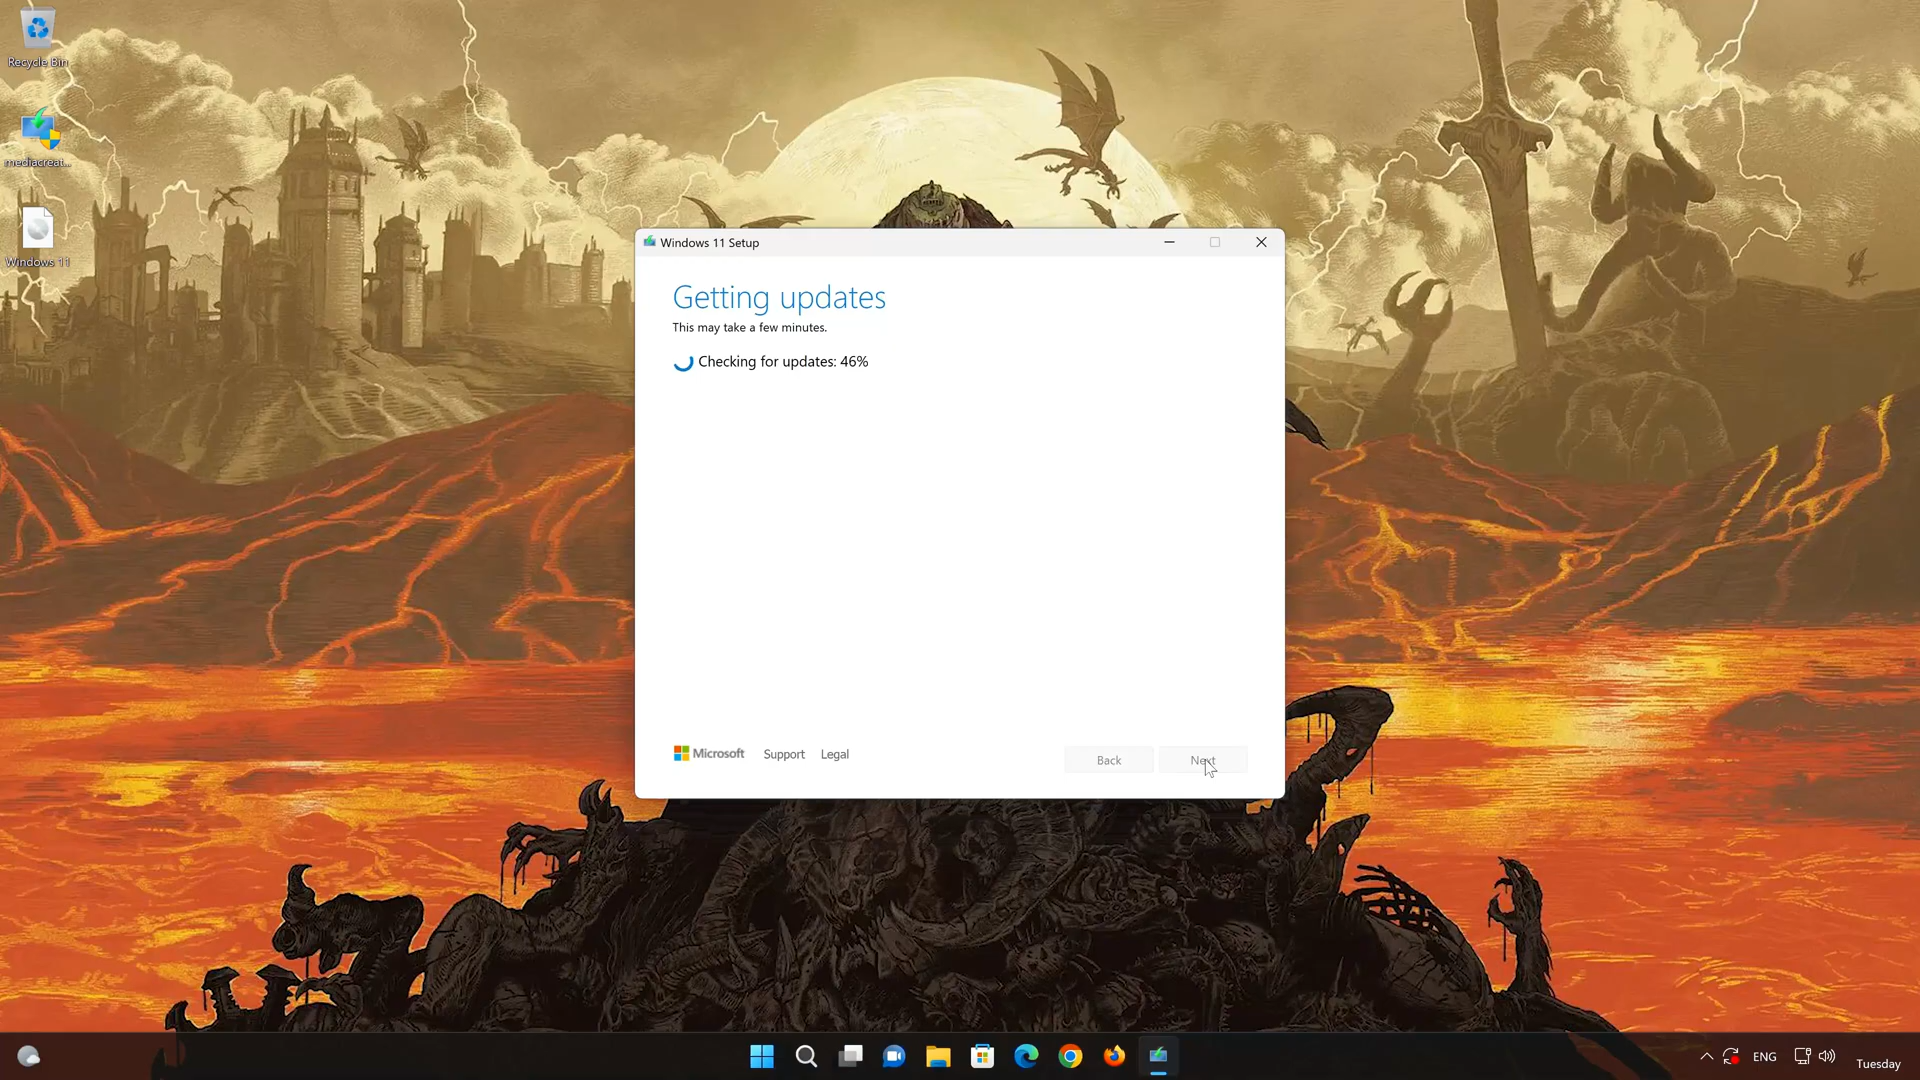 Recycle Bin
mediacreat...
Windows 11
Windows 11 Setup
Getting updates
This may take a few minutes.
Checking for updates: 46%
Microsoft
Support
Legal
Back
Next
ENG
Tuesday